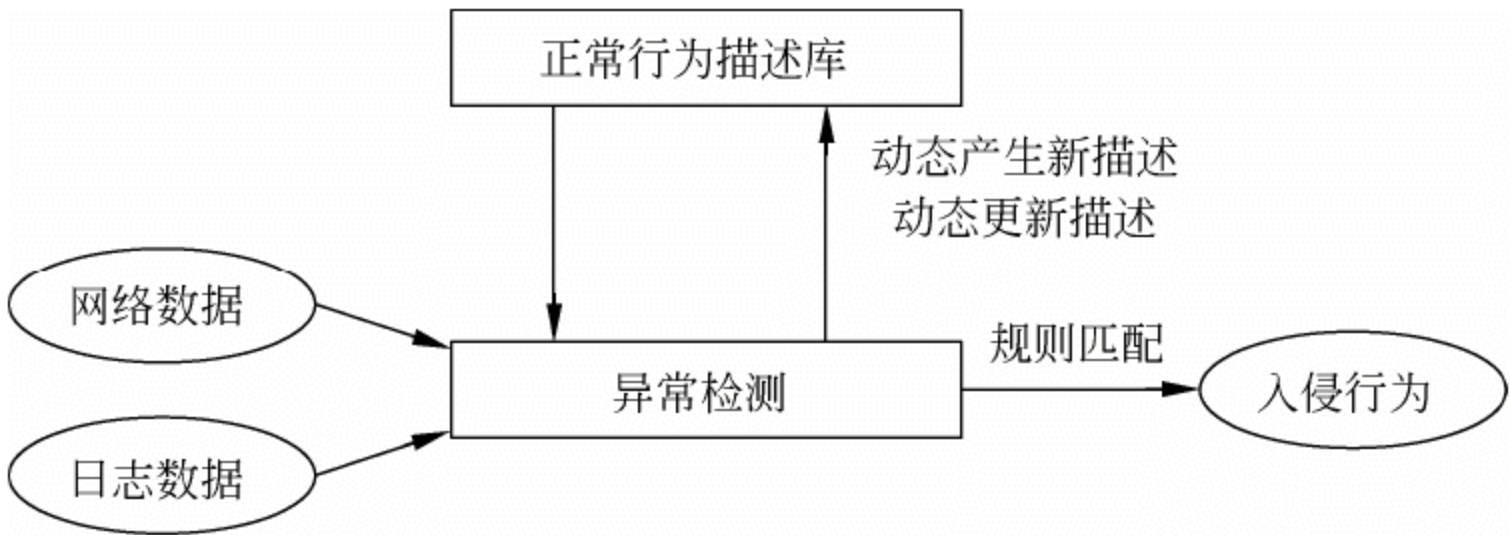 正常行为描述库
动态产生新描述
动态更新描述
网络数据
规则匹配
异常检测
入侵行为
日志数据